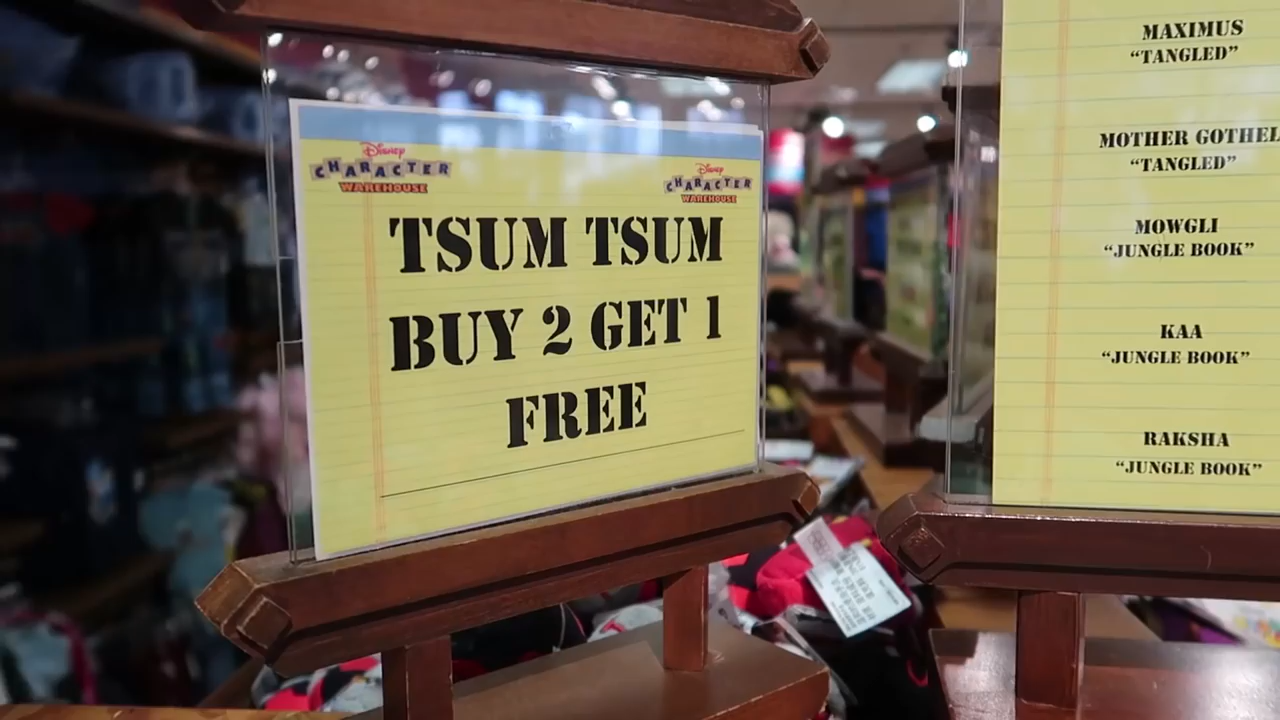 Disney
CHARACTER
WAREHOUSE
Disney
CHARACTER
WAREHOUSE
TSUM TSUM
BUY 2 GET 1
FREE
MAXIMUS
“TANGLED”
MOTHER GOTHEL
“TANGLED”
MOWGLI
“JUNGLE BOOK”
KAA
“JUNGLE BOOK”
RAKSHA
“JUNGLE BOOK”